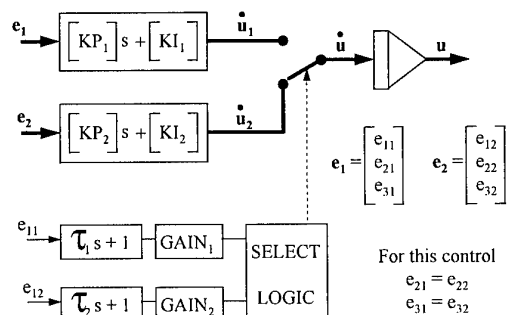 e₁ [KP₁] s + [KI₁] u̇₁
u̇ u
e₂ [KP₂] s + [KI₂] u̇₂
e₁ = [e₁₁ e₂₁ e₃₁] e₂ = [e₁₂ e₂₂ e₃₂]
e₁₁ τ₁ s + 1 GAIN₁ SELECT
e₁₂ τ₂ s + 1 GAIN₂ LOGIC
For this control
e₂₁ = e₂₂
e₃₁ = e₃₂